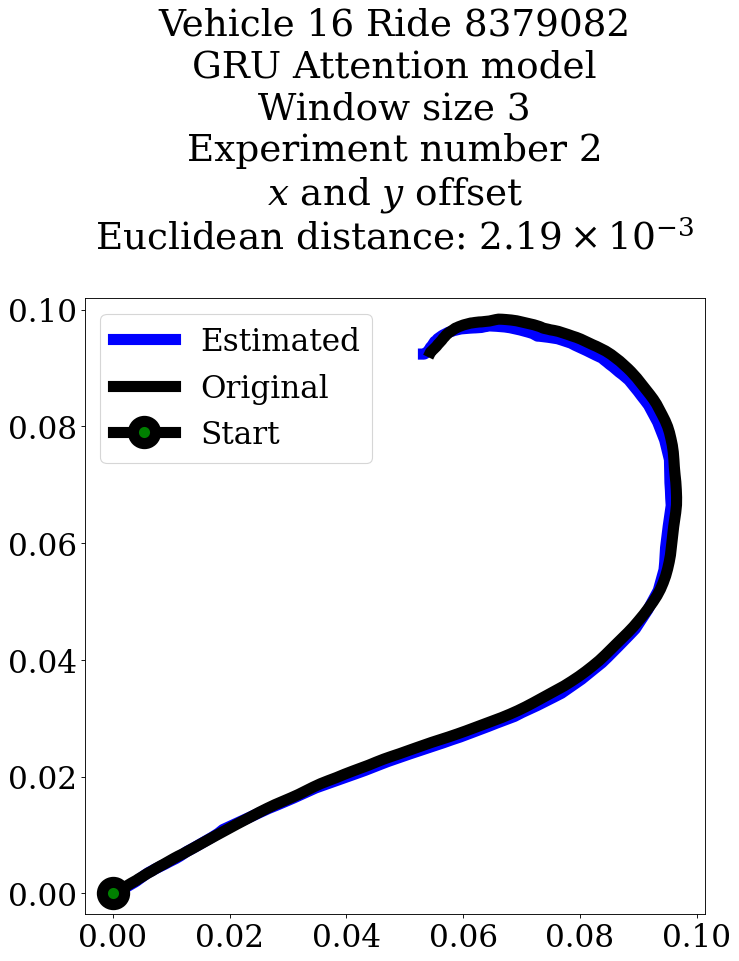 Vehicle 16 Ride 8379082
GRU Attention model
Window size 3
Experiment number 2
x and y offset
Euclidean distance: 2.19 × 10⁻³
Estimated
Original
Start
0.10
0.08
0.06
0.04
0.02
0.00
0.00 0.02 0.04 0.06 0.08 0.10